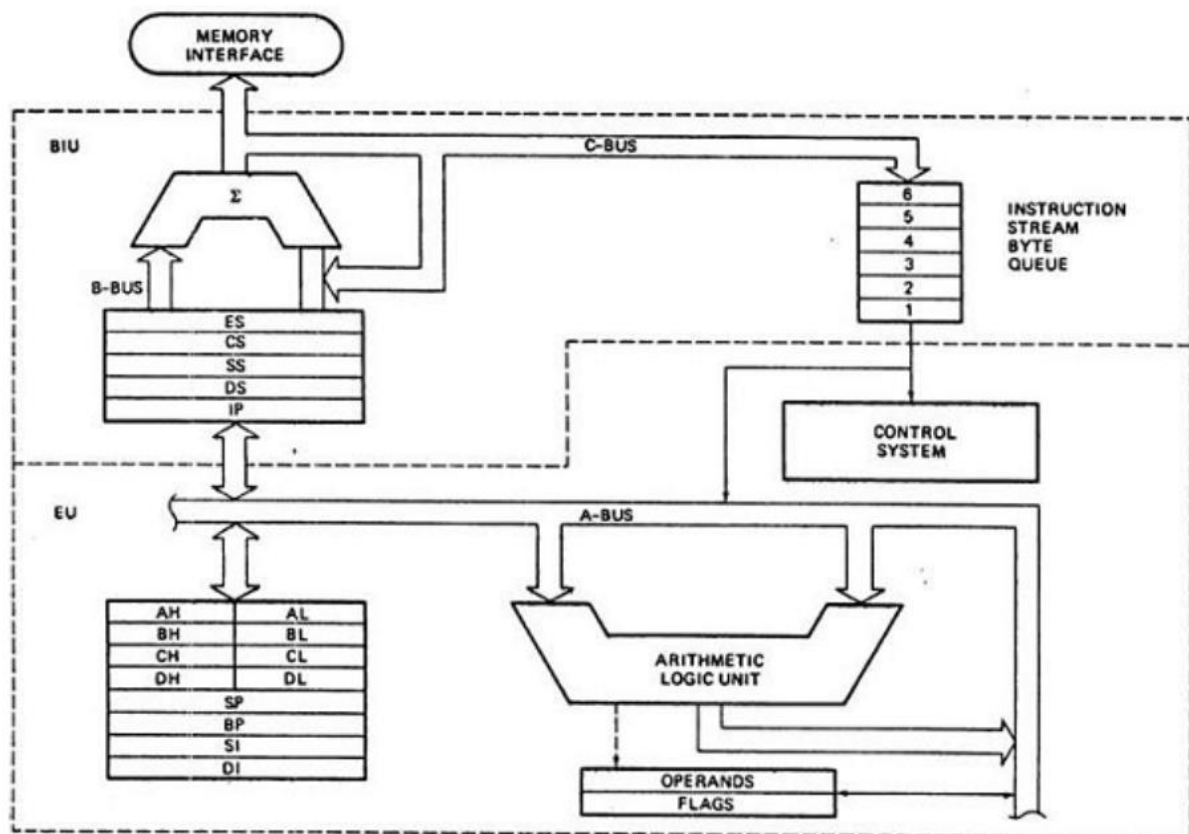 MEMORY
INTERFACE
BIU
C-BUS
Σ
6
5
4
3
2
1
INSTRUCTION
STREAM
BYTE
QUEUE
B-BUS
ES
CS
SS
DS
IP
CONTROL
SYSTEM
EU
A-BUS
AH AL
BH BL
CH CL
DH DL
SP
BP
SI
DI
ARITHMETIC
LOGIC UNIT
OPERANDS
FLAGS